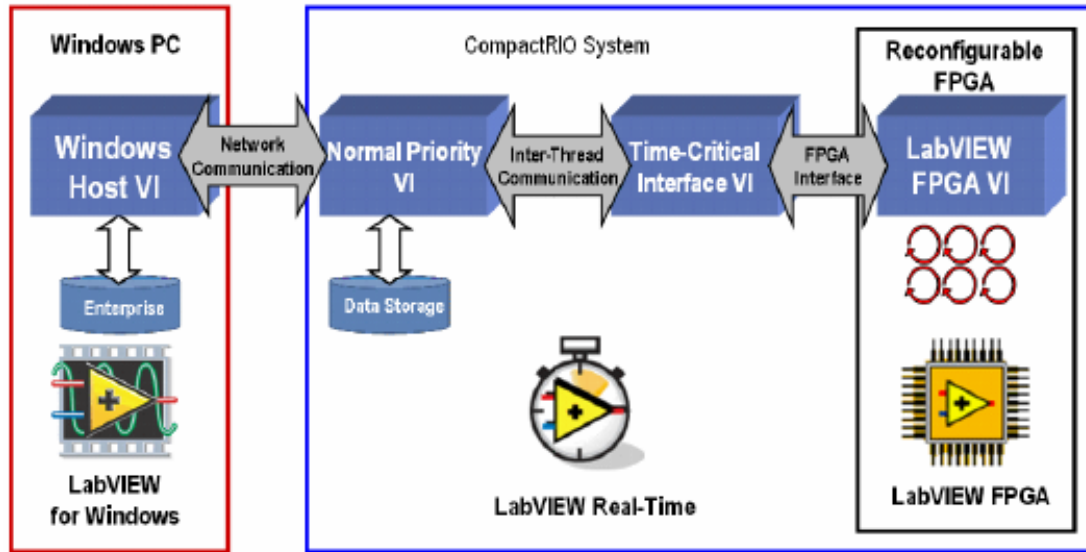 Windows PC
CompactRIO System
Reconfigurable
FPGA
Windows
Host VI
Network
Communication
Normal Priority
VI
Inter-Thread
Communication
Time-Critical
Interface VI
FPGA
Interface
LabVIEW
FPGA VI
Enterprise
Data Storage
LabVIEW
for Windows
LabVIEW Real-Time
LabVIEW FPGA